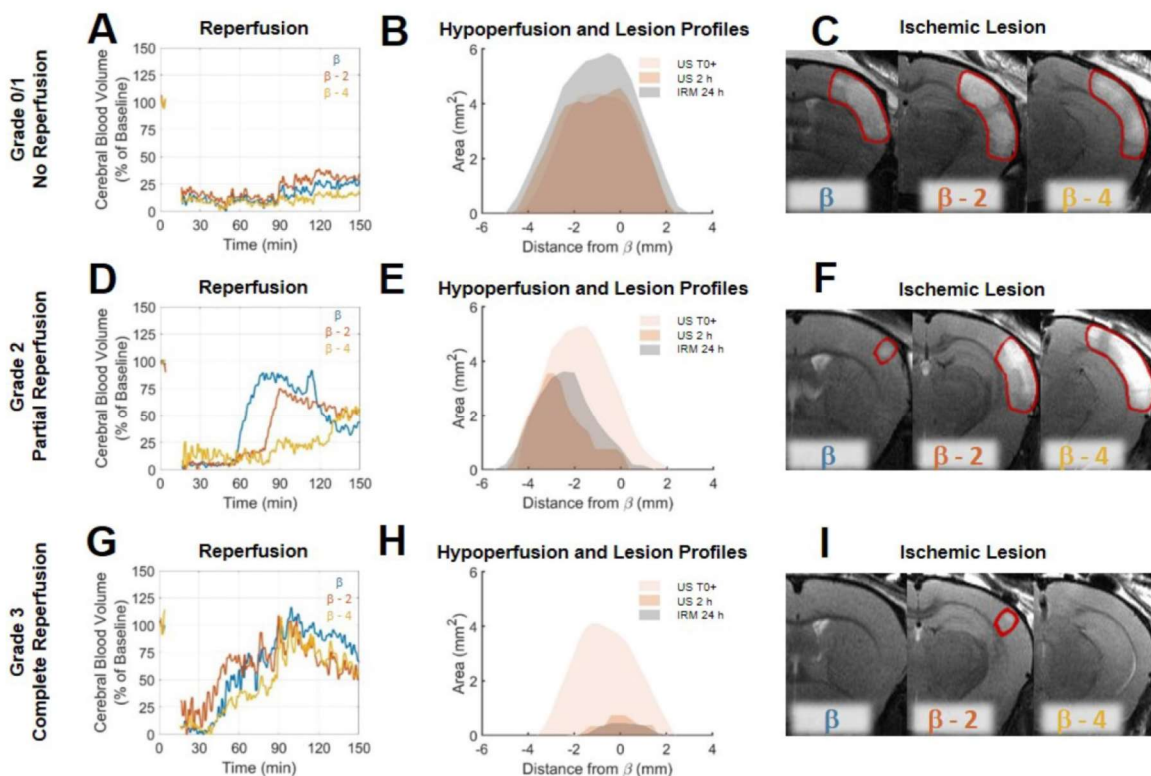 A
Reperfusion
B
Hypoperfusion and Lesion Profiles
C
Ischemic Lesion
Grade 0/1
No Reperfusion
Cerebral Blood Volume
(% of Baseline)
150
125
100
75
50
25
0
β
β - 2
β - 4
0 30 60 90 120 150
Time (min)
Area (mm²)
6
4
2
0
US T0+
US 2 h
IRM 24 h
-6 -4 -2 0 2 4
Distance from β (mm)
β
β - 2
β - 4
D
Reperfusion
E
Hypoperfusion and Lesion Profiles
F
Ischemic Lesion
Grade 2
Partial Reperfusion
Cerebral Blood Volume
(% of Baseline)
150
125
100
75
50
25
0
β
β - 2
β - 4
0 30 60 90 120 150
Time (min)
Area (mm²)
6
4
2
0
US T0+
US 2 h
IRM 24 h
-6 -4 -2 0 2 4
Distance from β (mm)
β
β - 2
β - 4
G
Reperfusion
H
Hypoperfusion and Lesion Profiles
I
Ischemic Lesion
Grade 3
Complete Reperfusion
Cerebral Blood Volume
(% of Baseline)
150
125
100
75
50
25
0
β
β - 2
β - 4
0 30 60 90 120 150
Time (min)
Area (mm²)
6
4
2
0
US T0+
US 2 h
IRM 24 h
-6 -4 -2 0 2 4
Distance from β (mm)
β
β - 2
β - 4